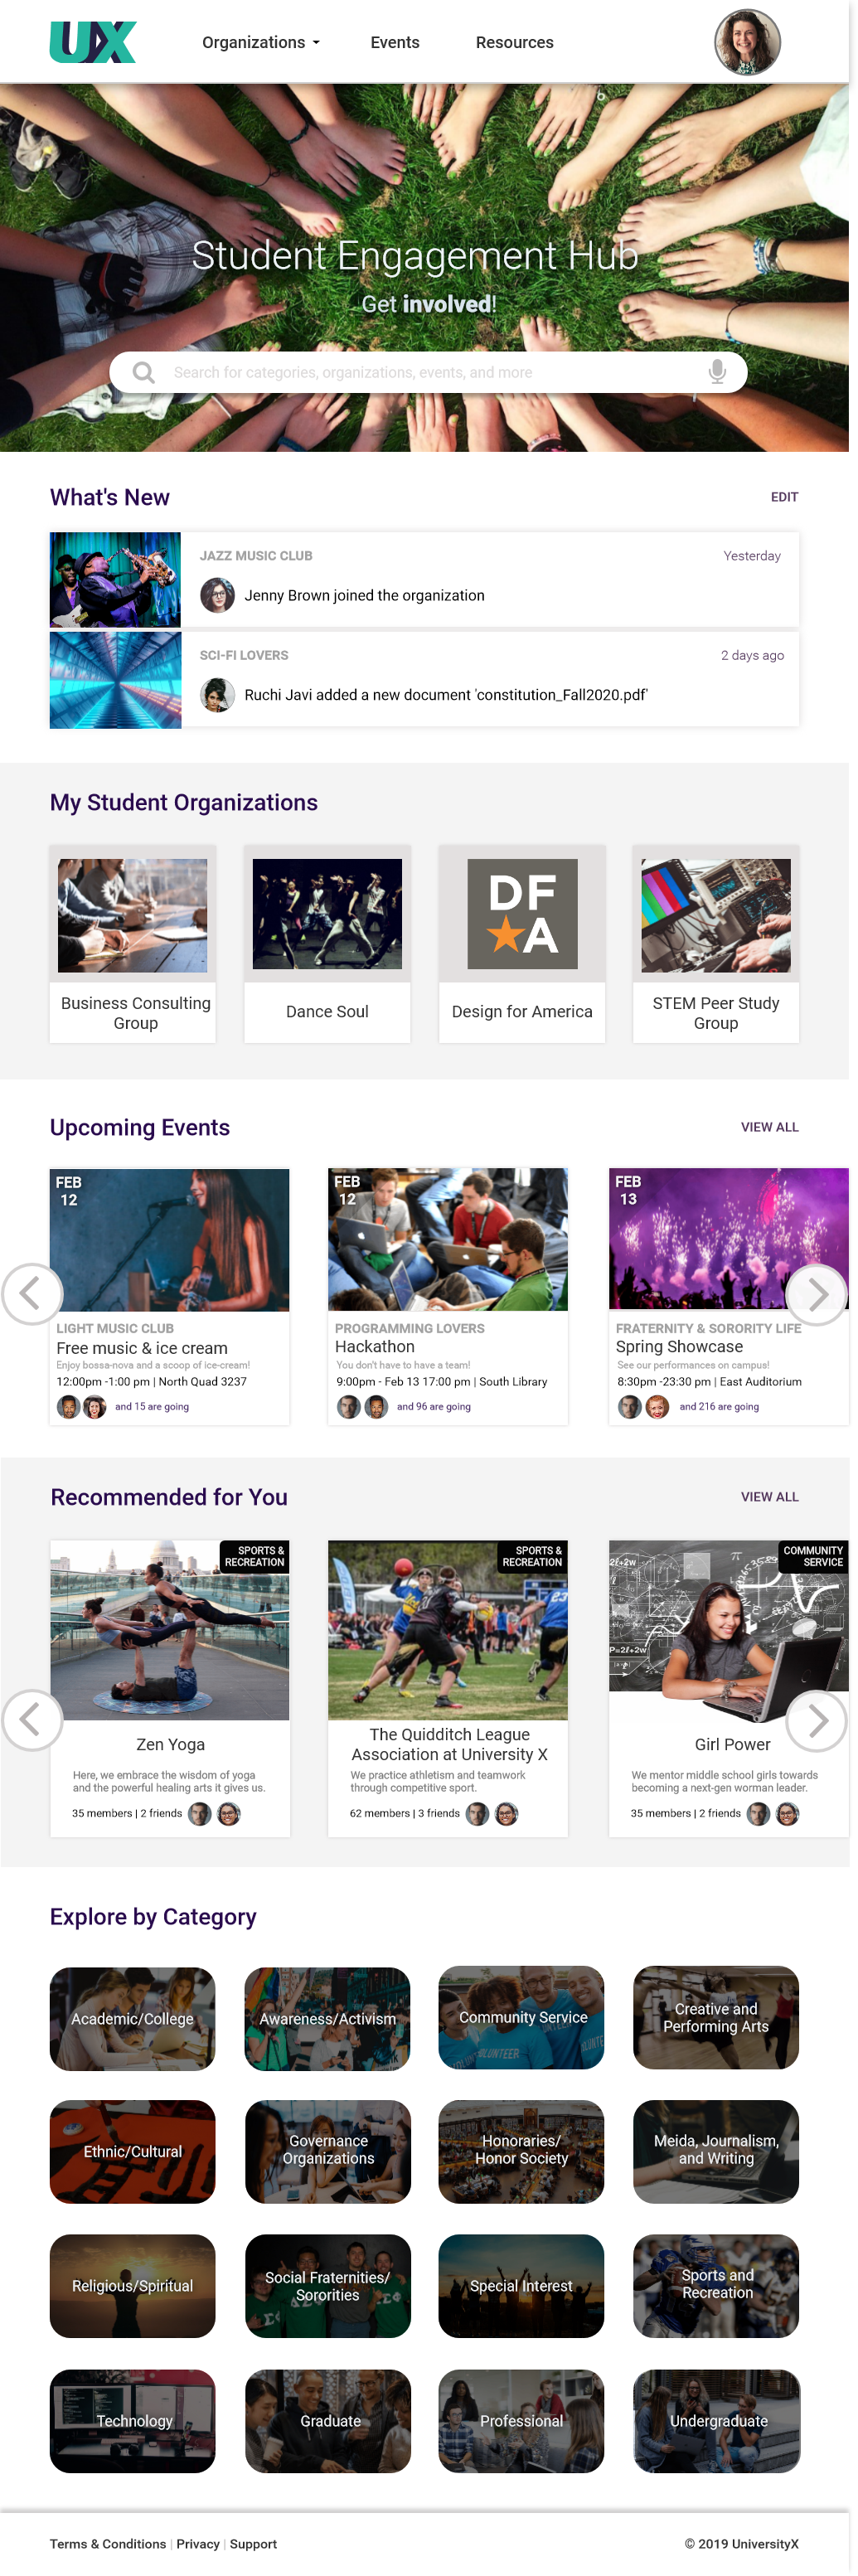 UX
Organizations
Events
Resources
Student Engagement Hub
Get involved!
Search for categories, organizations, events, and more
What's New
EDIT
JAZZ MUSIC CLUB
Yesterday
Jenny Brown joined the organization
SCI-FI LOVERS
2 days ago
Ruchi Javi added a new document 'constitution_Fall2020.pdf'
My Student Organizations
DF
A
Business Consulting
Group
Dance Soul
Design for America
STEM Peer Study
Group
Upcoming Events
VIEW ALL
FEB
12
LIGHT MUSIC CLUB
Free music & ice cream
Enjoy bossa-nova and a scoop of ice-cream!
12:00pm -1:00 pm | North Quad 3237
and 15 are going
FEB
12
PROGRAMMING LOVERS
Hackathon
You don't have to have a team!
9:00pm - Feb 13 17:00 pm | South Library
and 96 are going
FEB
13
FRATERNITY & SORORITY LIFE
Spring Showcase
See our performances on campus!
8:30pm -23:30 pm | East Auditorium
and 216 are going
Recommended for You
VIEW ALL
SPORTS &
RECREATION
Zen Yoga
Here, we embrace the wisdom of yoga
and the powerful healing arts it gives us.
35 members | 2 friends
SPORTS &
RECREATION
The Quidditch League
Association at University X
We practice athletism and teamwork
through competitive sport.
62 members | 3 friends
COMMUNITY
SERVICE
Girl Power
We mentor middle school girls towards
becoming a next-gen worman leader.
35 members | 2 friends
Explore by Category
Academic/College
Awareness/Activism
Community Service
VOLUNTEER
Creative and
Performing Arts
Ethnic/Cultural
Governance
Organizations
Honoraries/
Honor Society
Meida, Journalism,
and Writing
Religious/Spiritual
Social Fraternities/
Sororities
Special Interest
Sports and
Recreation
Technology
Graduate
Professional
Undergraduate
Terms & Conditions | Privacy | Support
© 2019 UniversityX